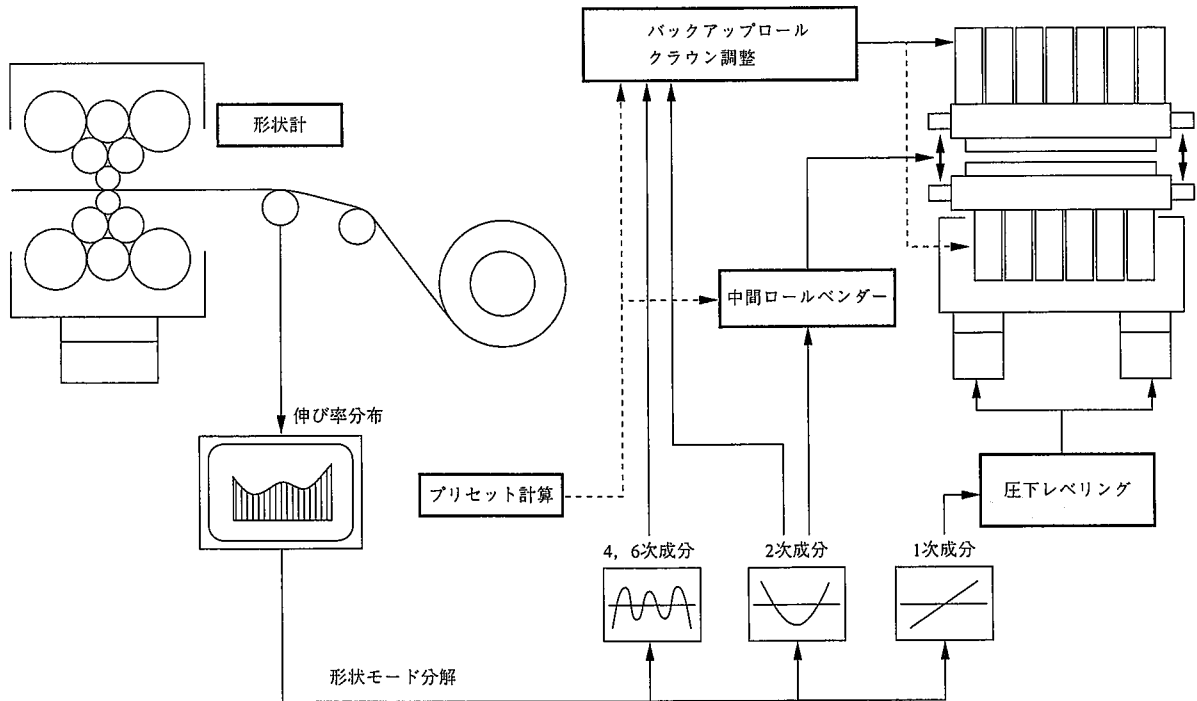 バックアップロール
クラウン調整
形状計
中間ロールベンダー
伸び率分布
プリセット計算
圧下レベリング
4，6次成分
2次成分
1次成分
形状モード分解